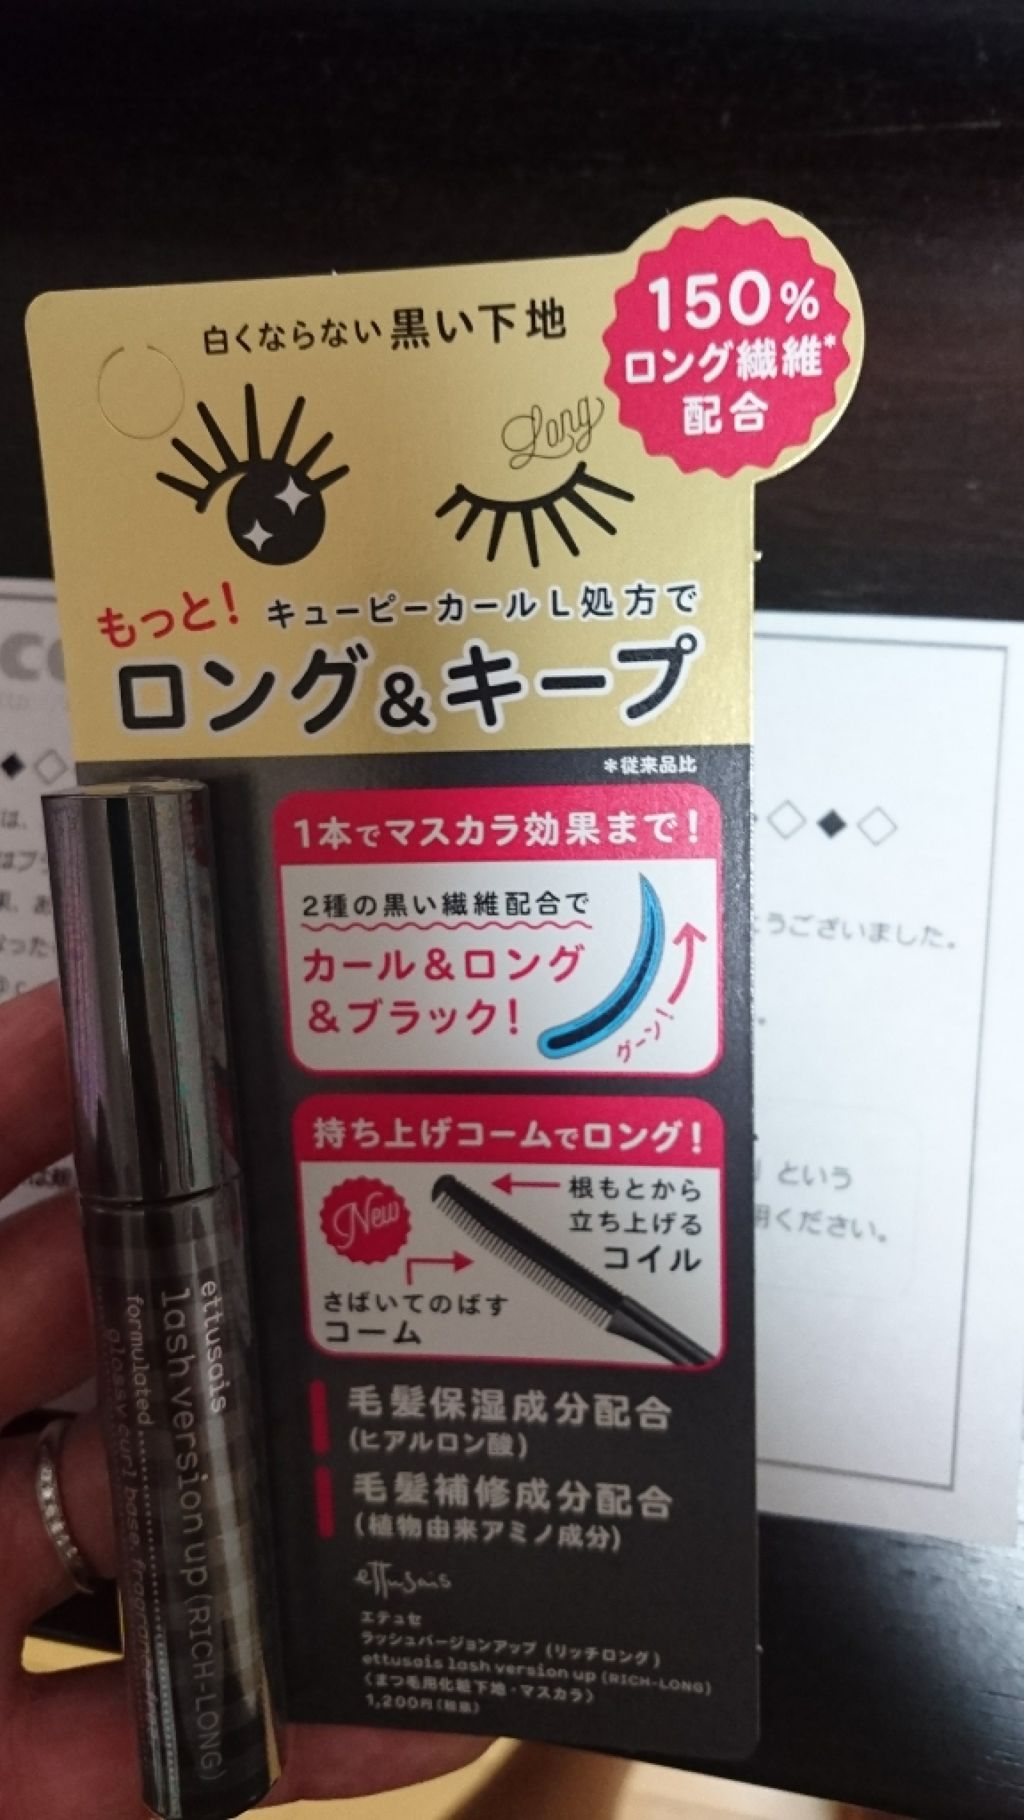 150%
ロング繊維*
配合
白くならない黒い下地
Long
もっと! キューピーカールL処方で
ロング&キープ
*従来品比
1本でマスカラ効果まで!
2種の黒い繊維配合で
カール&ロング
&ブラック!
グーン!
持ち上げコームでロング!
New
根もとから
立ち上げる
コイル
さばいてのばす
コーム
毛髪保湿成分配合
(ヒアルロン酸)
毛髪補修成分配合
(植物由来アミノ成分)
ettusais
エテュセ
ラッシュバージョンアップ (リッチロング)
ettusais lash version up (RICH-LONG)
〈まつ毛用化粧下地・マスカラ〉
1,200円(税抜)
ettusais
lash version up (RICH-LONG)
formulated
glossy curl base, fragrance free
とうございました。
という
明ください。